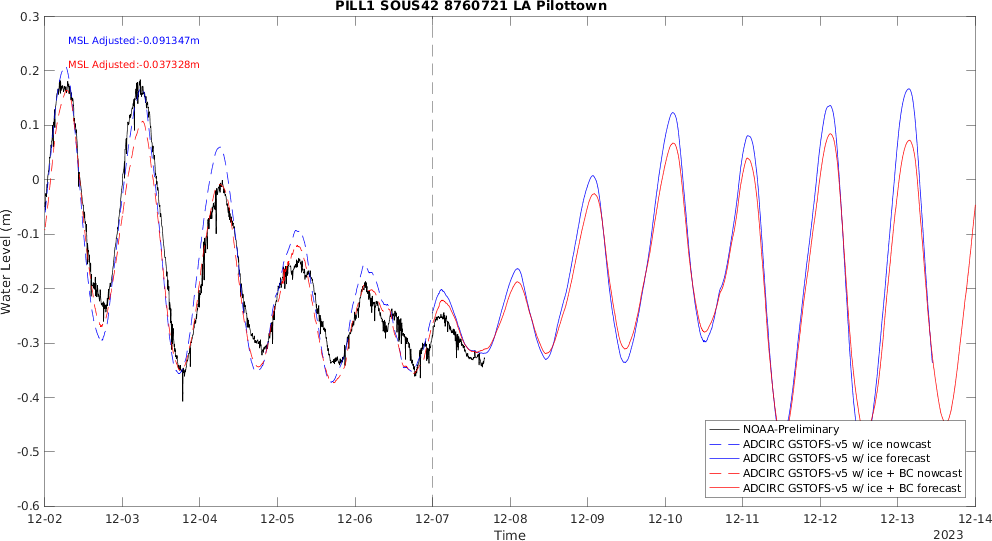 PILL1 SOUS42 8760721 LA Pilottown
MSL Adjusted:-0.091347m
MSL Adjusted:-0.037328m
0.3
0.2
0.1
0
-0.1
-0.2
-0.3
-0.4
-0.5
-0.6
Water Level (m)
NOAA-Preliminary
ADCIRC GSTOFS-v5 w/ ice nowcast
ADCIRC GSTOFS-v5 w/ ice forecast
ADCIRC GSTOFS-v5 w/ ice + BC nowcast
ADCIRC GSTOFS-v5 w/ ice + BC forecast
12-02 12-03 12-04 12-05 12-06 12-07 12-08 12-09 12-10 12-11 12-12 12-13 12-14
Time
2023